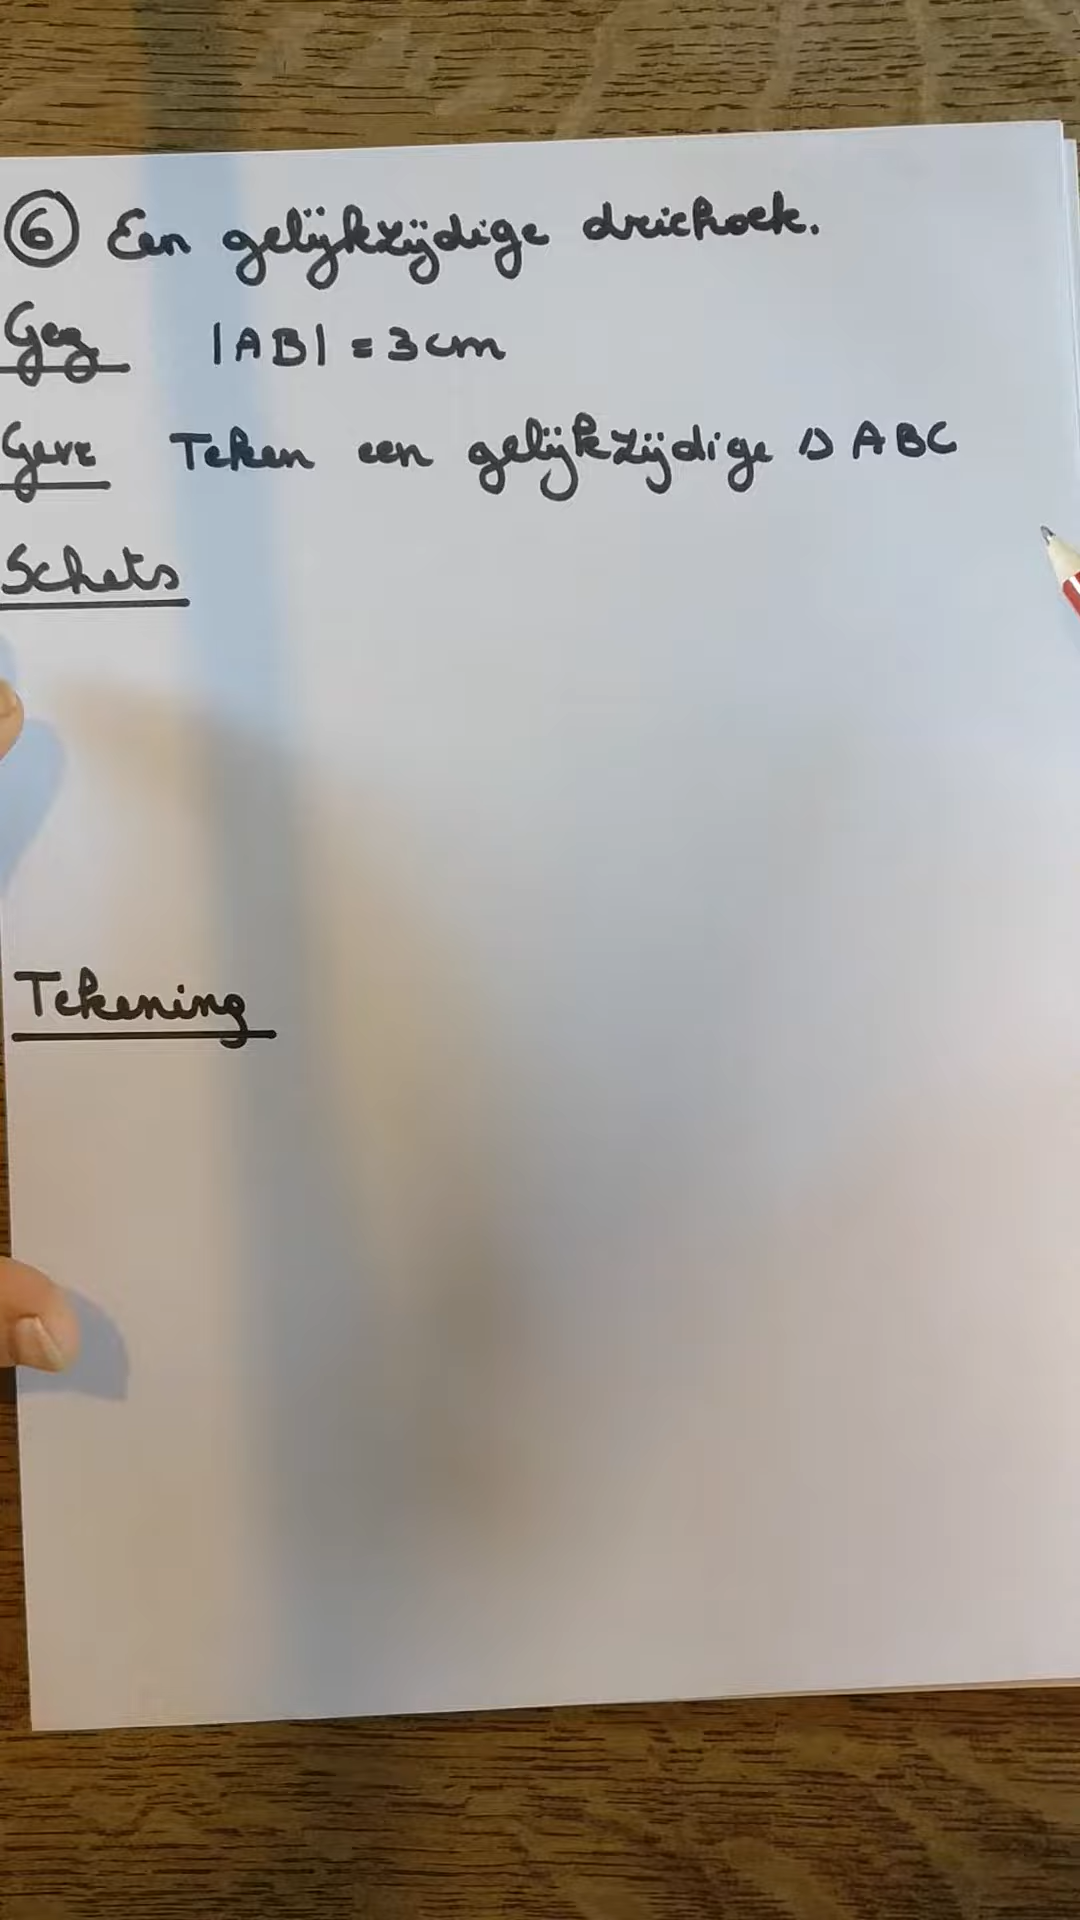 6 Een gelijkzijdige driehoek.
Geg |AB| = 3cm
Gevr Teken een gelijkzijdige △ ABC
Schets
Tekening